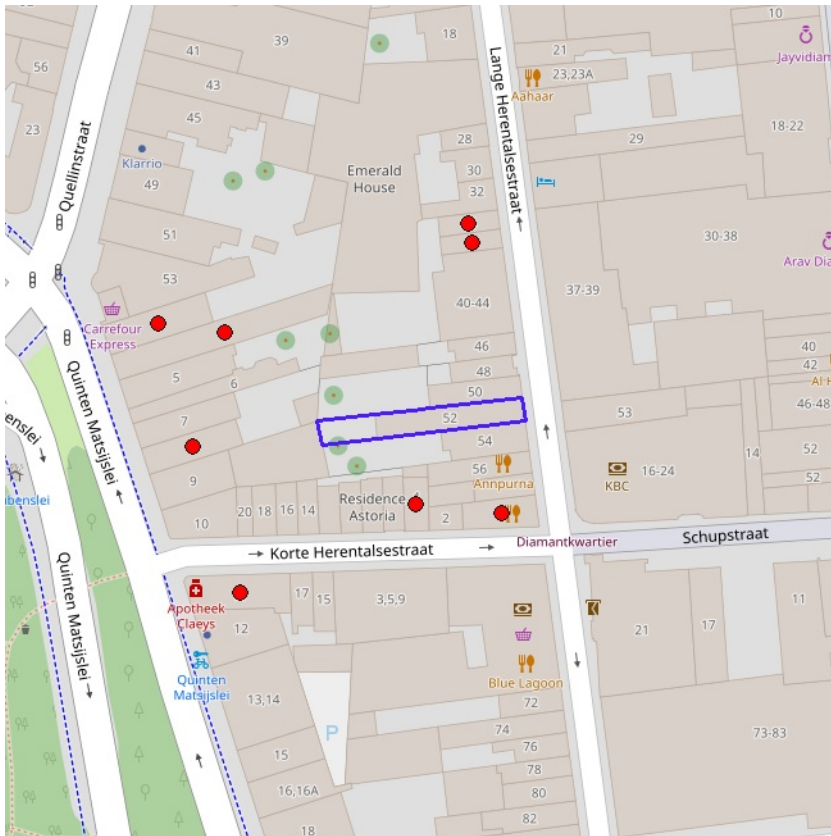 10
18
39
Jayvidiam
56
41
21
23,23A
43
Aahaar
18-22
45
23
28
29
Klarrio
Emerald
House
30
49
32
Quellinstraat
Lange Herentalsestraat
51
30-38
Arav Dia
53
37-39
40-44
Carrefour
Express
46
40
42
5
6
48
Al-H
50
46-48
7
52
53
Quinten Matsijslei
54
52
14
9
56
16-24
52
Annpurna
KBC
Residence
Astoria
10
20
18
16
14
2
Schupstraat
Diamantkwartier
Korte Herentalsestraat
Quinten Matsijslei
17
15
3,5,9
11
Apotheek
Claeys
12
21
17
Quinten
Matsijslei
Blue Lagoon
13,14
72
P
74
73-83
76
15
78
16,16A
80
18
82